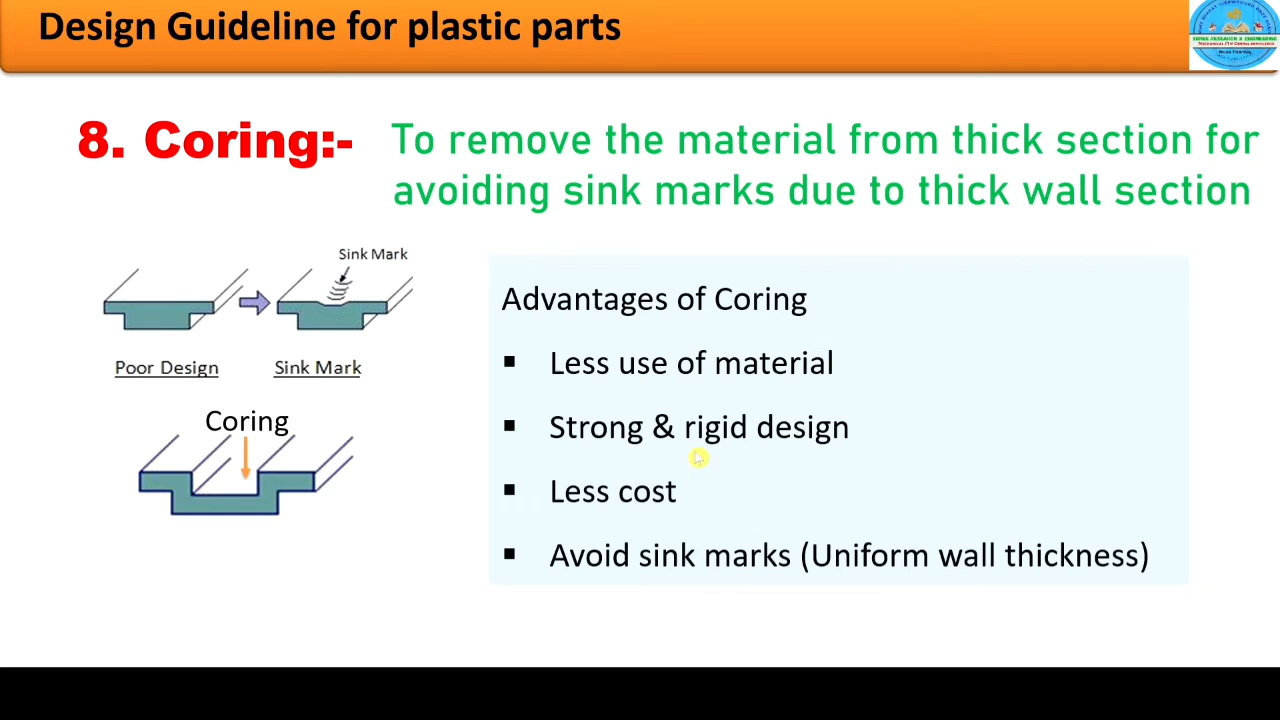 Design Guideline for plastic parts
8. Coring:-
To remove the material from thick section for
avoiding sink marks due to thick wall section
Sink Mark
Poor Design
Sink Mark
Coring
Advantages of Coring
▪ Less use of material
▪ Strong & rigid design
▪ Less cost
▪ Avoid sink marks (Uniform wall thickness)